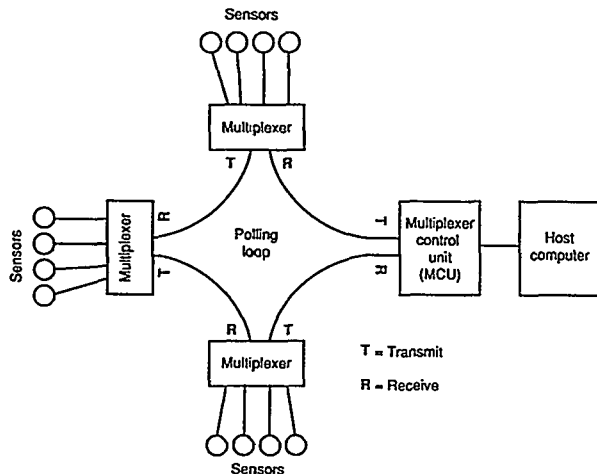 Sensors
Multiplexer
T R
R
T
Multiplexer
Sensors
Polling
loop
T
R
Multiplexer
control
unit
(MCU)
Host
computer
R T
Multiplexer
Sensors
T = Transmit
R = Receive